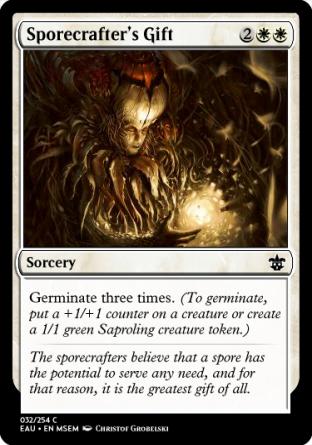 Sporecrafter's Gift 2
Sorcery
Germinate three times. (To germinate,
put a +1/+1 counter on a creature or create
a 1/1 green Saproling creature token.)
The sporecrafters believe that a spore has
the potential to serve any need, and for
that reason, it is the greatest gift of all.
032/254 C
EAU • EN MSEM Christof Grobelski